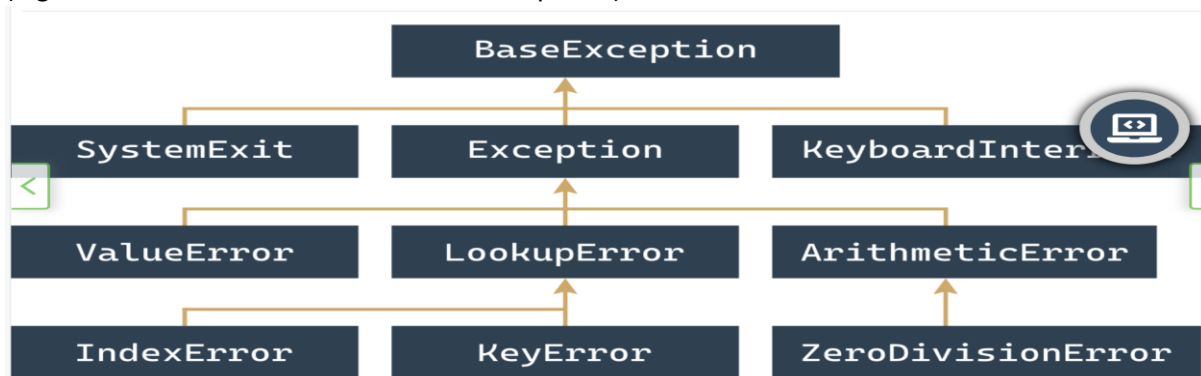 BaseException
SystemExit Exception
ValueError LookupError ArithmeticError
IndexError KeyError ZeroDivisionError